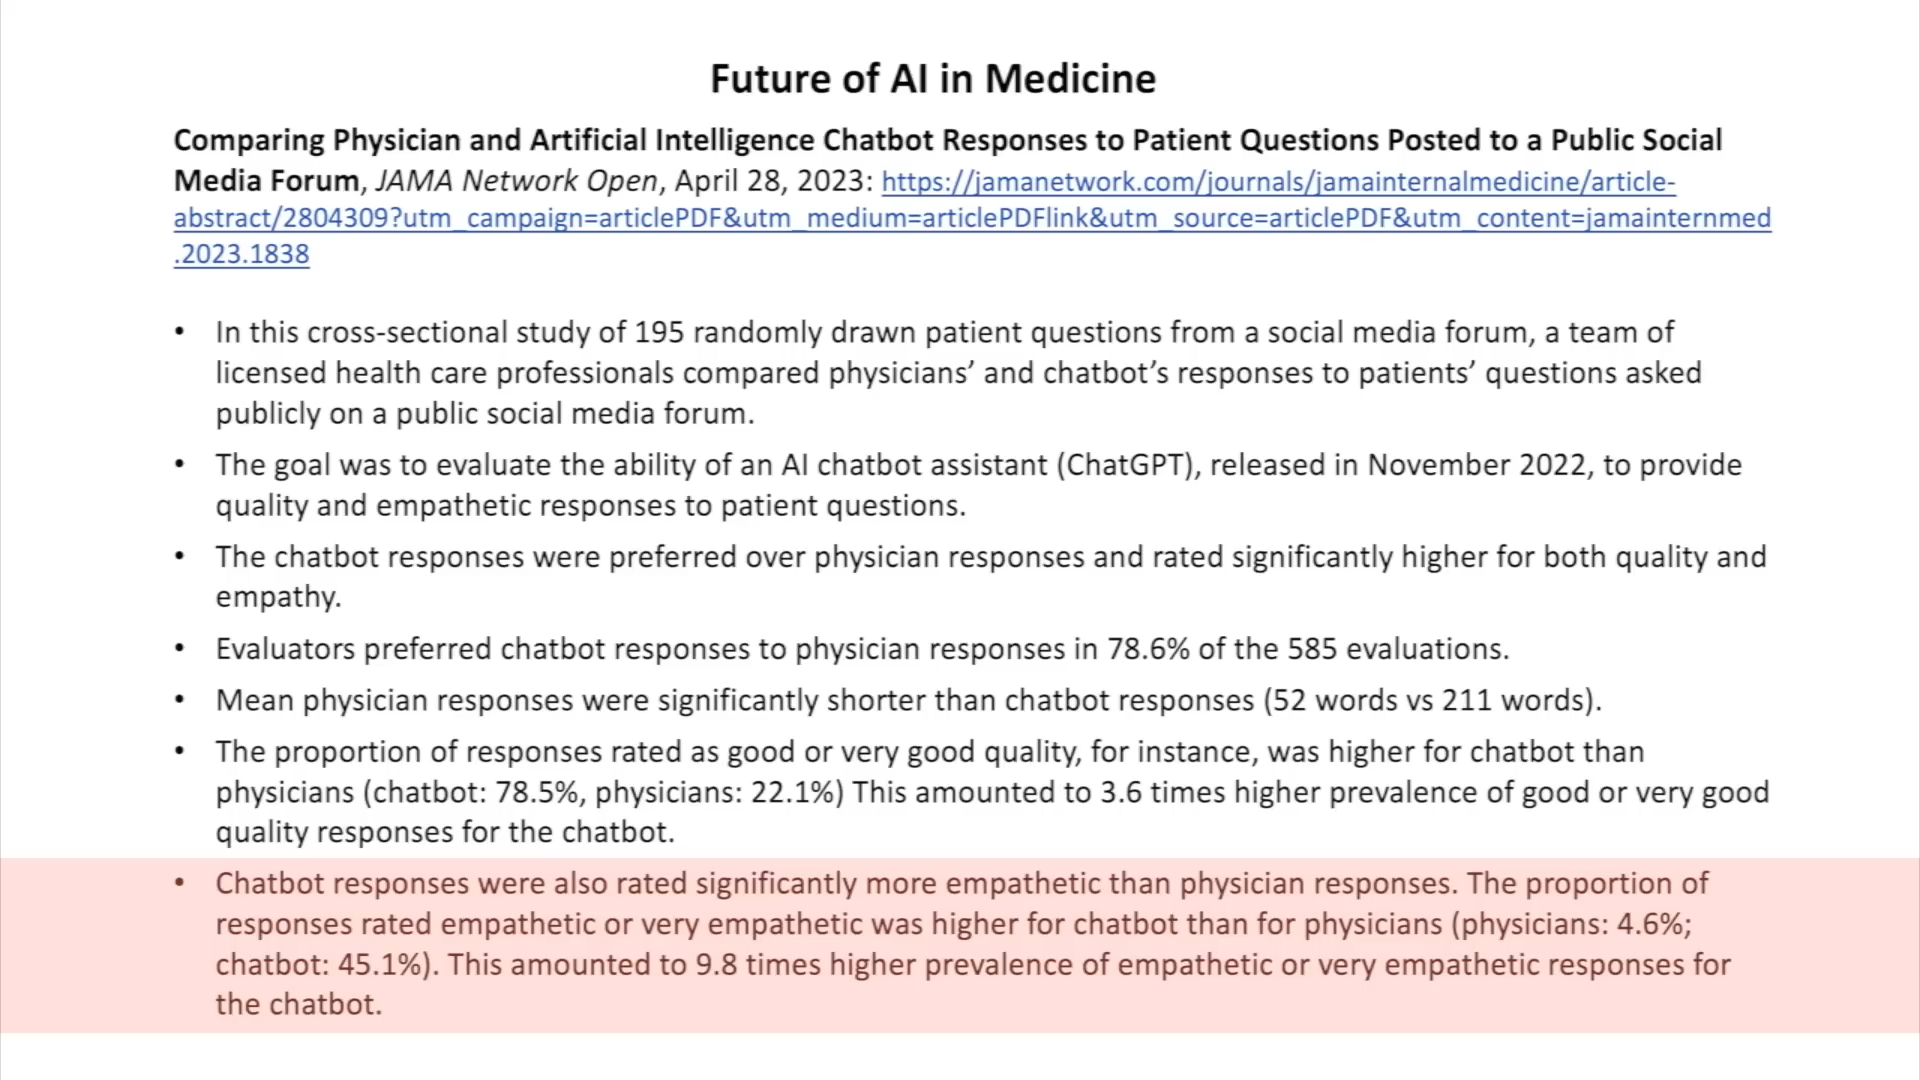 Future of AI in Medicine
Comparing Physician and Artificial Intelligence Chatbot Responses to Patient Questions Posted to a Public Social
Media Forum, JAMA Network Open, April 28, 2023: https://jamanetwork.com/journals/jamainternalmedicine/article-
abstract/2804309?utm_campaign=articlePDF&utm_medium=articlePDFlink&utm_source=articlePDF&utm_content=jamainternmed
.2023.1838
• In this cross-sectional study of 195 randomly drawn patient questions from a social media forum, a team of
licensed health care professionals compared physicians’ and chatbot’s responses to patients’ questions asked
publicly on a public social media forum.
• The goal was to evaluate the ability of an AI chatbot assistant (ChatGPT), released in November 2022, to provide
quality and empathetic responses to patient questions.
• The chatbot responses were preferred over physician responses and rated significantly higher for both quality and
empathy.
• Evaluators preferred chatbot responses to physician responses in 78.6% of the 585 evaluations.
• Mean physician responses were significantly shorter than chatbot responses (52 words vs 211 words).
• The proportion of responses rated as good or very good quality, for instance, was higher for chatbot than
physicians (chatbot: 78.5%, physicians: 22.1%) This amounted to 3.6 times higher prevalence of good or very good
quality responses for the chatbot.
• Chatbot responses were also rated significantly more empathetic than physician responses. The proportion of
responses rated empathetic or very empathetic was higher for chatbot than for physicians (physicians: 4.6%;
chatbot: 45.1%). This amounted to 9.8 times higher prevalence of empathetic or very empathetic responses for
the chatbot.